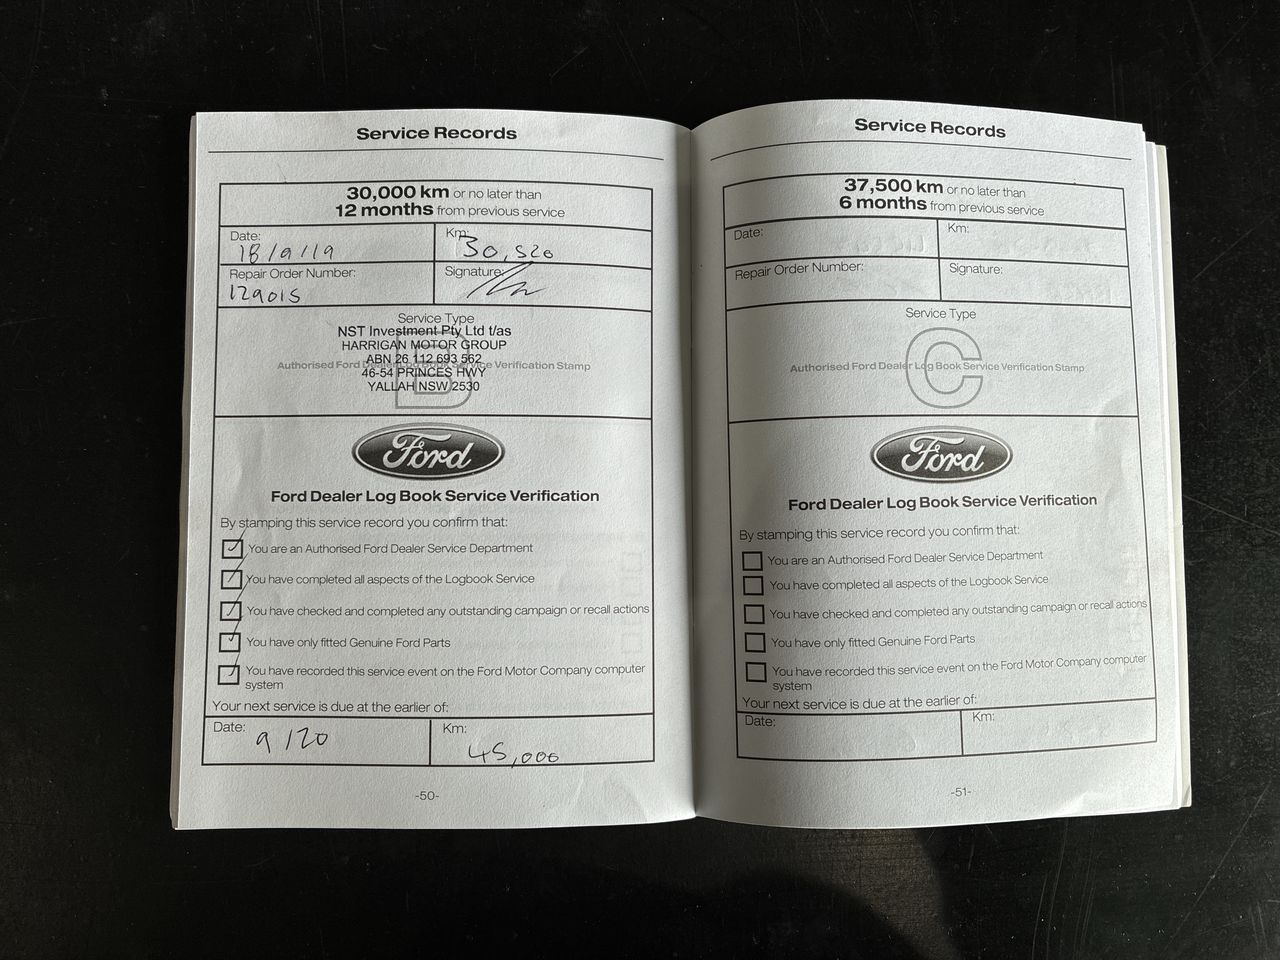 Service Records
30,000 km or no later than
12 months from previous service
Date:
18/9/19
Km:
30,520
Repair Order Number:
129015
Signature:
Service Type
B
Authorised Ford Dealer Log Book Service Verification Stamp
NST Investment Pty Ltd t/as
HARRIGAN MOTOR GROUP
ABN 26 112 693 562
46-54 PRINCES HWY
YALLAH NSW 2530
Ford
Ford Dealer Log Book Service Verification
By stamping this service record you confirm that:
You are an Authorised Ford Dealer Service Department
You have completed all aspects of the Logbook Service
You have checked and completed any outstanding campaign or recall actions
You have only fitted Genuine Ford Parts
You have recorded this service event on the Ford Motor Company computer
system
Your next service is due at the earlier of:
Date:
9/20
Km:
45,000
-50-
Service Records
37,500 km or no later than
6 months from previous service
Date:
Km:
Repair Order Number:
Signature:
Service Type
C
Authorised Ford Dealer Log Book Service Verification Stamp
Ford
Ford Dealer Log Book Service Verification
By stamping this service record you confirm that:
You are an Authorised Ford Dealer Service Department
You have completed all aspects of the Logbook Service
You have checked and completed any outstanding campaign or recall actions
You have only fitted Genuine Ford Parts
You have recorded this service event on the Ford Motor Company computer
system
Your next service is due at the earlier of:
Date:
Km:
-51-